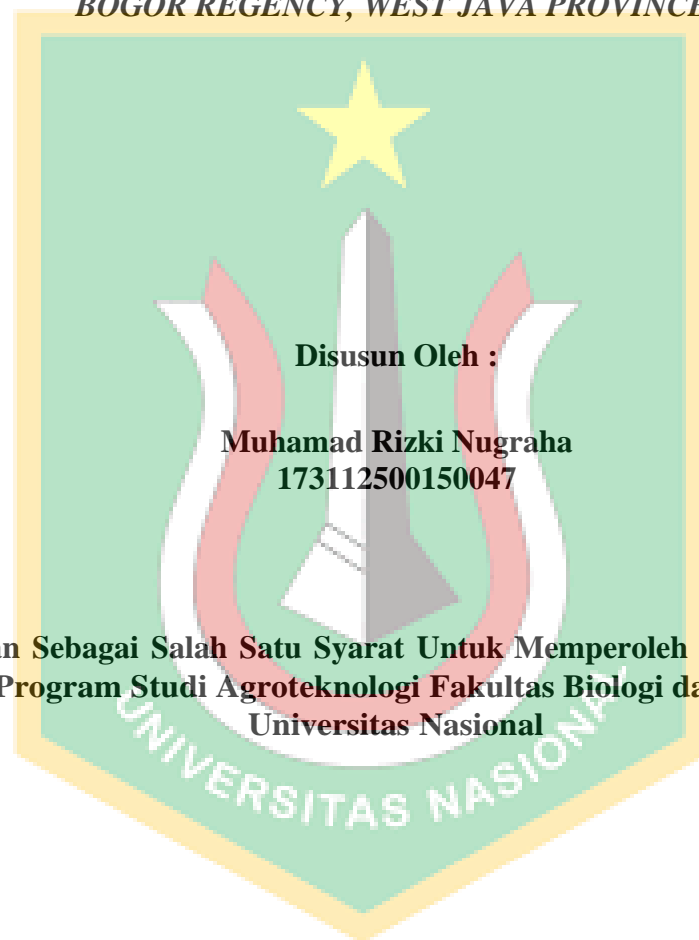 BOGOR REGENCY, WEST JAVA PROVINCE
Disusun Oleh :
Muhamad Rizki Nugraha
173112500150047
Sebagai Salah Satu Syarat Untuk Memperoleh
Program Studi Agroteknologi Fakultas Biologi
Universitas Nasional
UNIVERSITAS NASIONAL